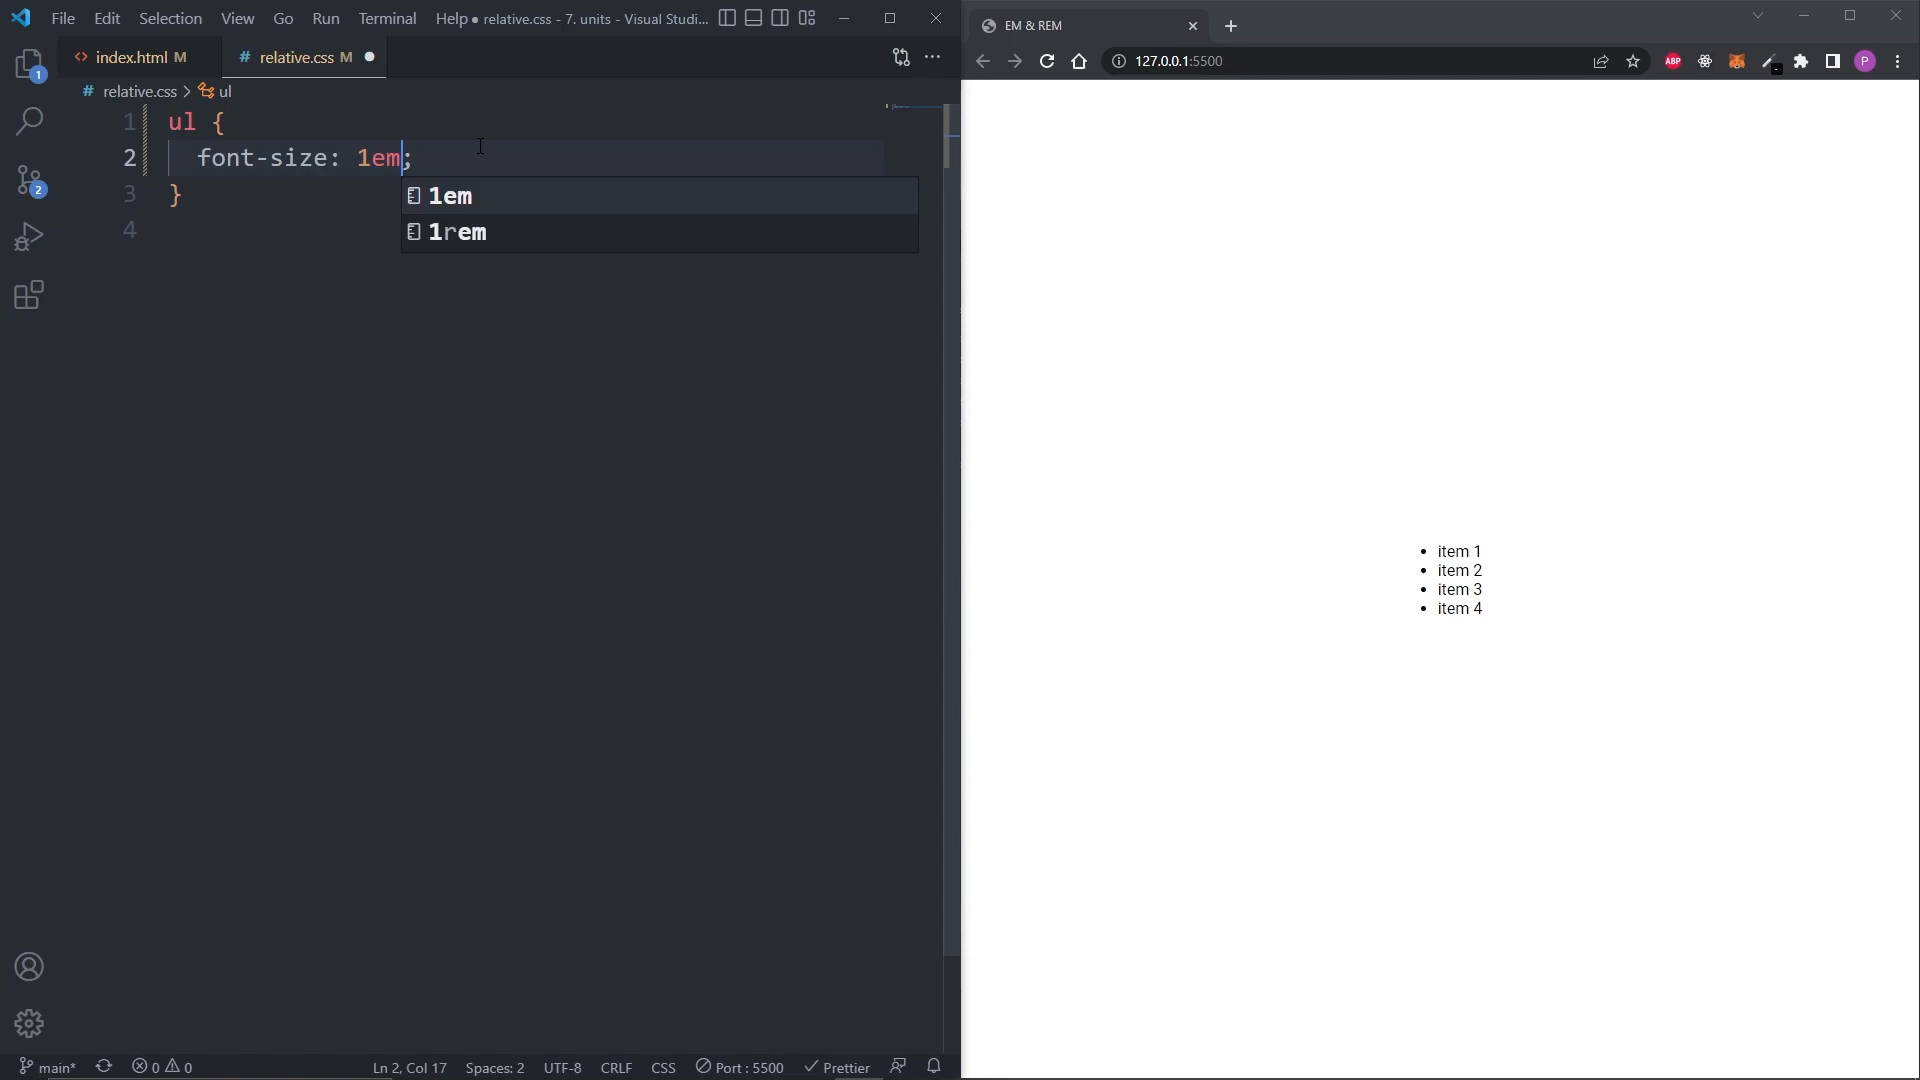 File Edit Selection View Go Run Terminal Help ● relative.css - 7. units - Visual Studi...
index.html M
# relative.css M ●
# relative.css > ul
1 ul {
2 font-size: 1em;
3 }
4
1em
1rem
1
2
main* 0 0 Ln 2, Col 17 Spaces: 2 UTF-8 CRLF CSS Port : 5500 Prettier
EM & REM
127.0.0.1:5500
ABP
P
• item 1
• item 2
• item 3
• item 4